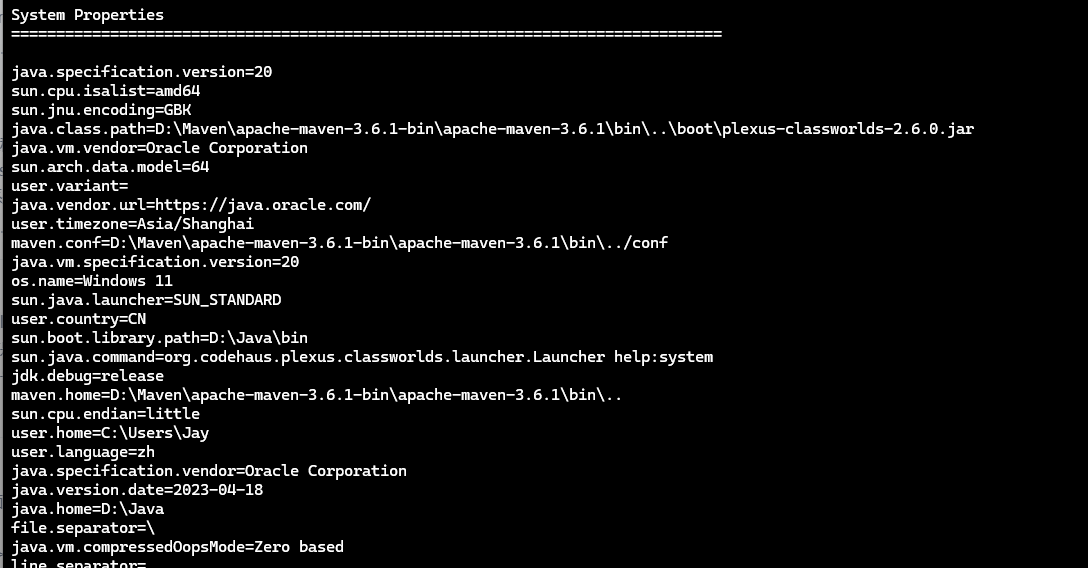 System Properties
===============================================================================
java.specification.version=20
sun.cpu.isalist=amd64
sun.jnu.encoding=GBK
java.class.path=D:\Maven\apache-maven-3.6.1-bin\apache-maven-3.6.1\bin\..\boot\plexus-classworlds-2.6.0.jar
java.vm.vendor=Oracle Corporation
sun.arch.data.model=64
user.variant=
java.vendor.url=https://java.oracle.com/
user.timezone=Asia/Shanghai
maven.conf=D:\Maven\apache-maven-3.6.1-bin\apache-maven-3.6.1\bin\../conf
java.vm.specification.version=20
os.name=Windows 11
sun.java.launcher=SUN_STANDARD
user.country=CN
sun.boot.library.path=D:\Java\bin
sun.java.command=org.codehaus.plexus.classworlds.launcher.Launcher help:system
jdk.debug=release
maven.home=D:\Maven\apache-maven-3.6.1-bin\apache-maven-3.6.1\bin\..
sun.cpu.endian=little
user.home=C:\Users\Jay
user.language=zh
java.specification.vendor=Oracle Corporation
java.version.date=2023-04-18
java.home=D:\Java
file.separator=\
java.vm.compressedOopsMode=Zero based
line.separator=